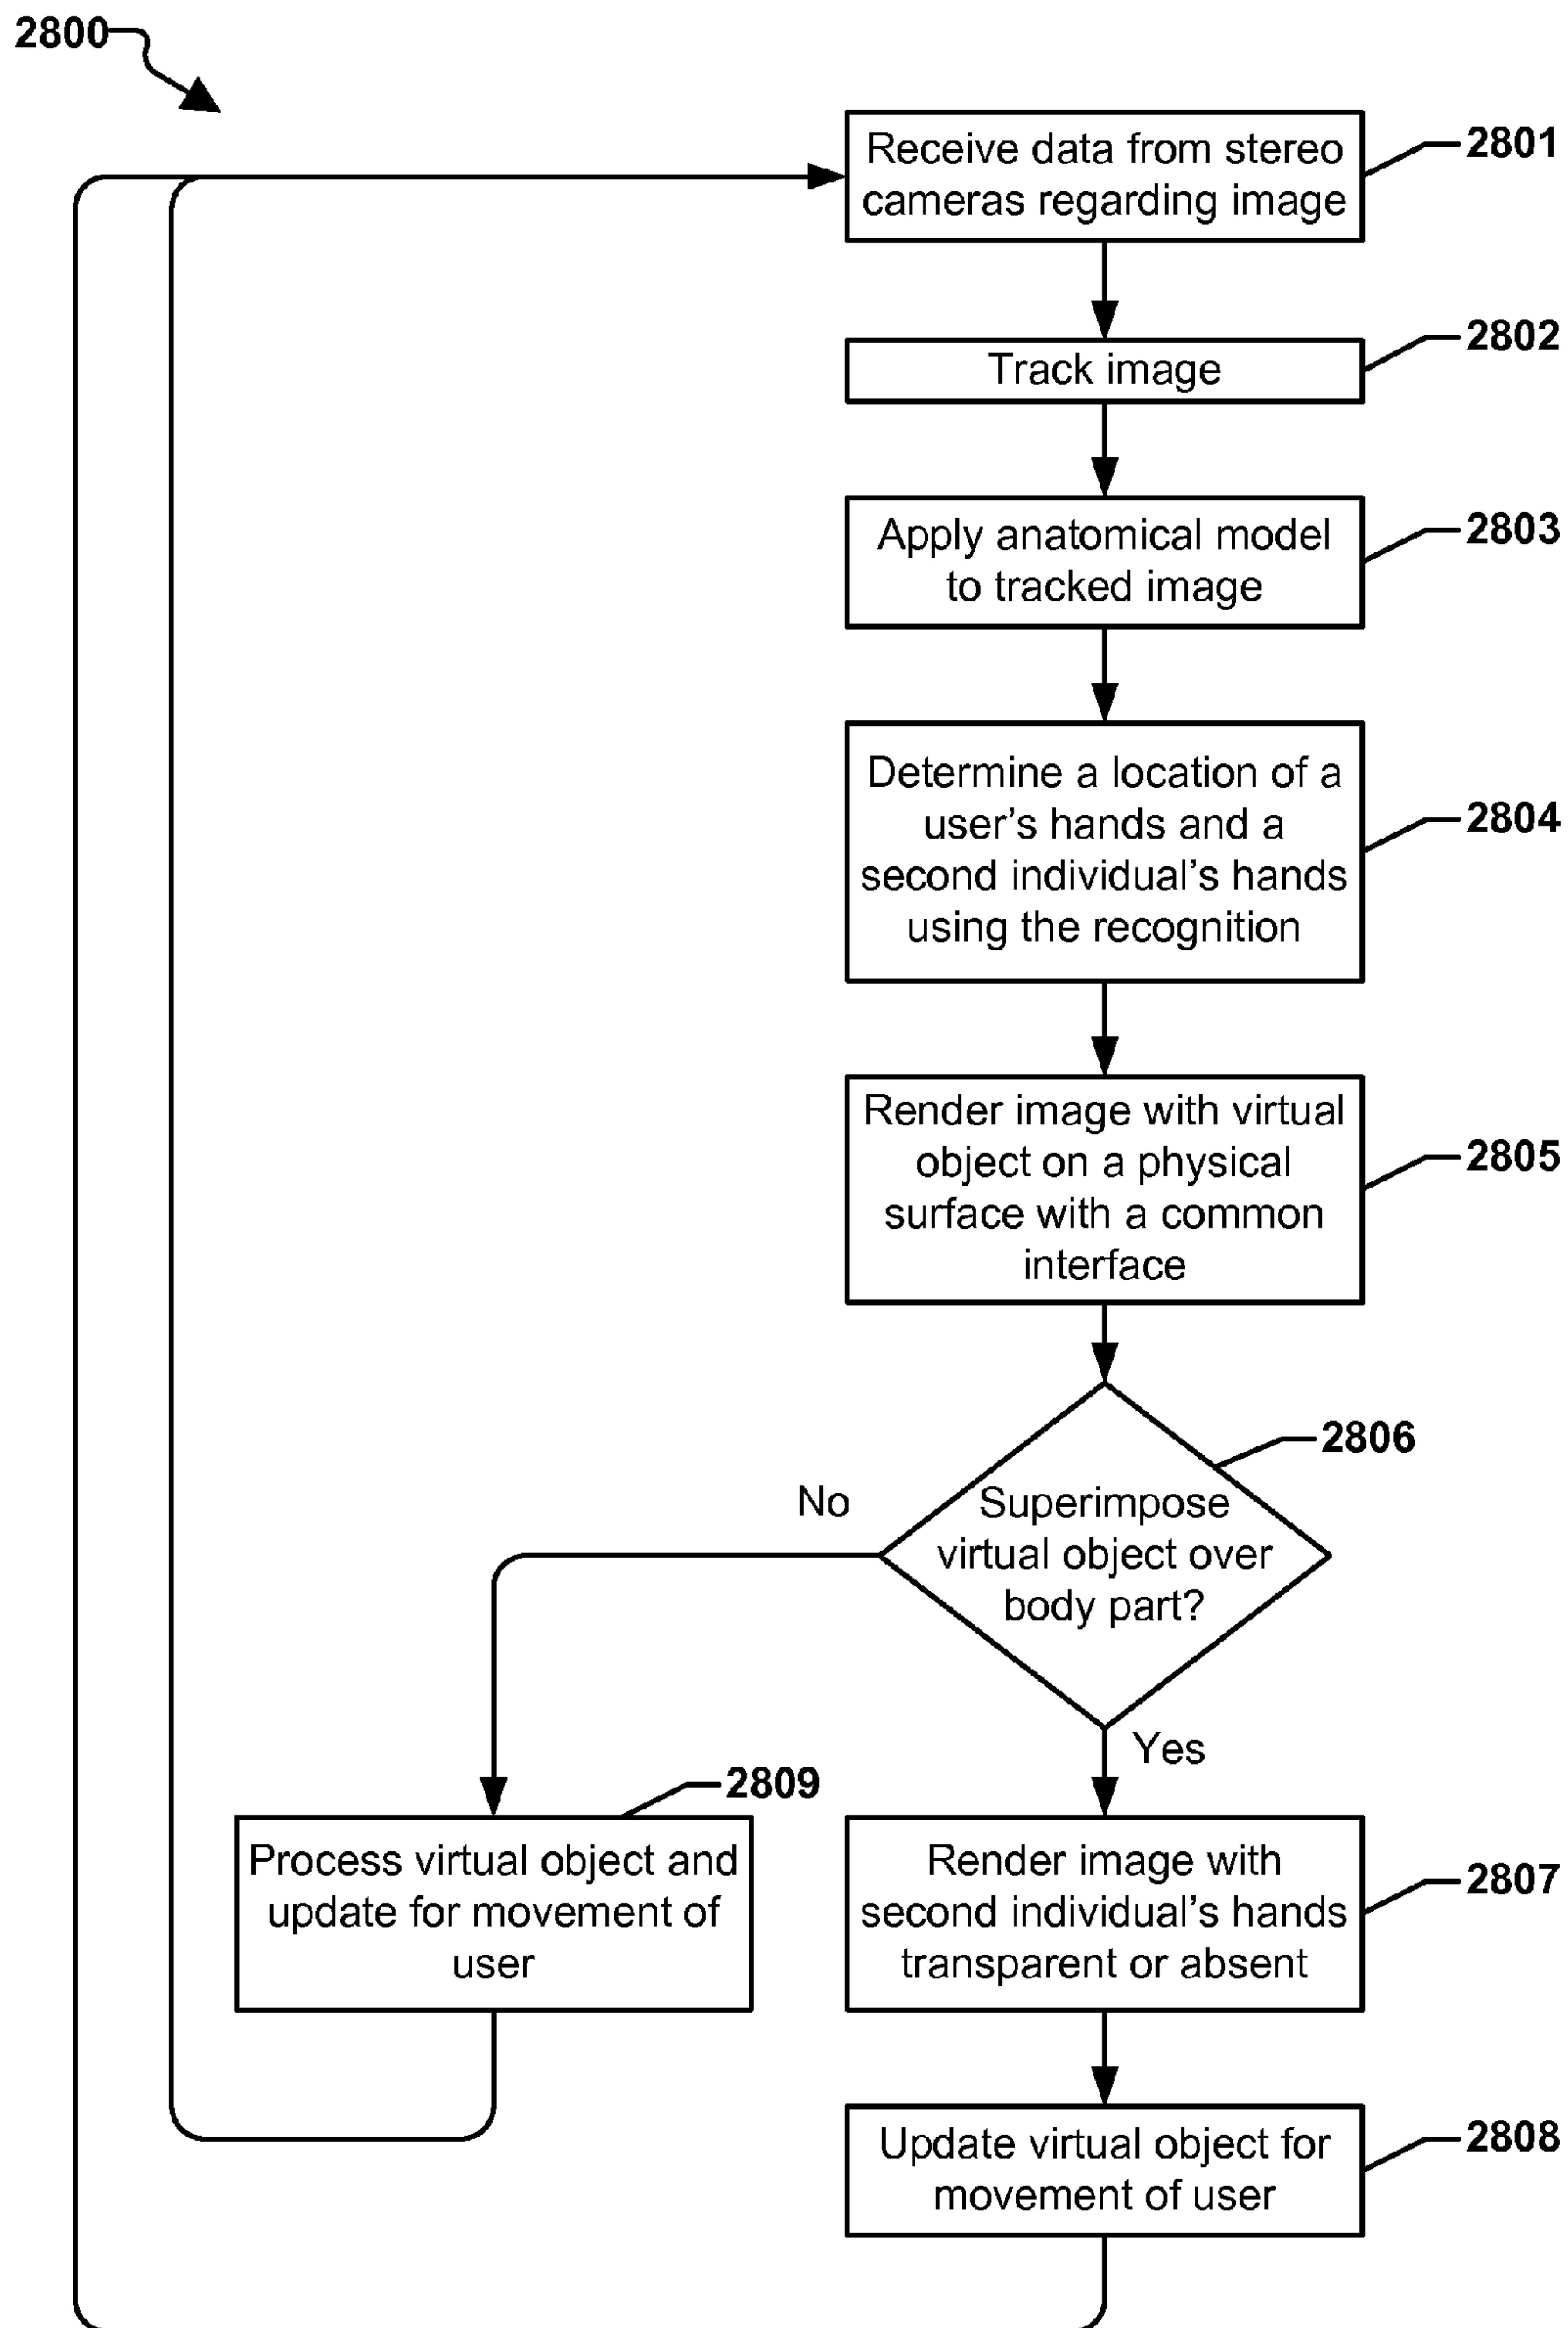 2800
Receive data from stereo
cameras regarding image
2801
Track image
2802
Apply anatomical model
to tracked image
2803
Determine a location of a
user's hands and a
second individual's hands
using the recognition
2804
Render image with virtual
object on a physical
surface with a common
interface
2805
Superimpose
virtual object over
body part?
2806
No
Yes
Process virtual object and
update for movement of
user
2809
Render image with
second individual's hands
transparent or absent
2807
Update virtual object for
movement of user
2808